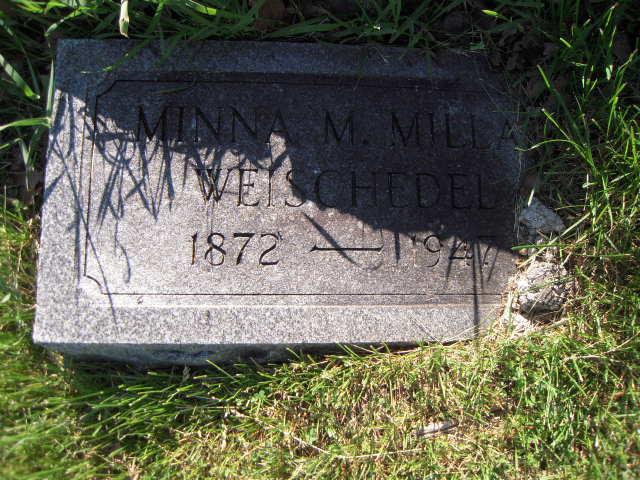 MINNA M. MILLA
WEISCHEDEL
1872 — 1947